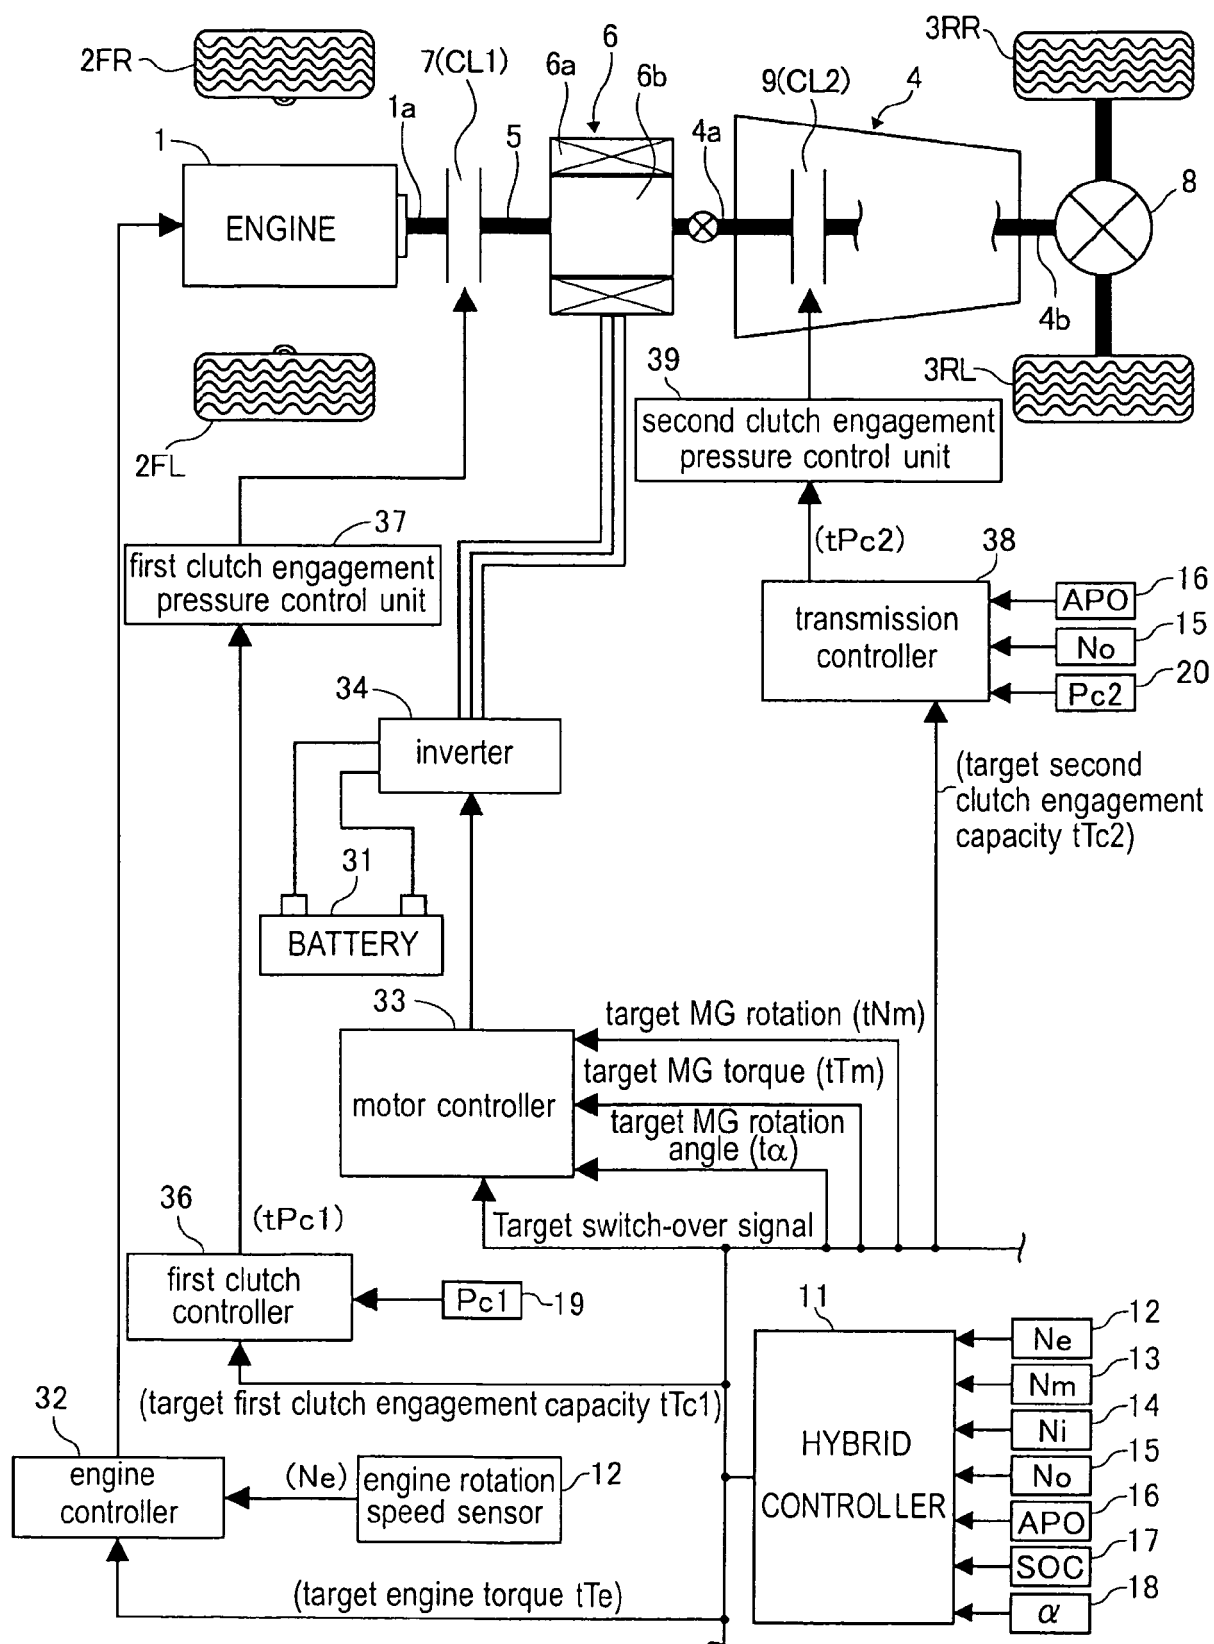 2FR
7(CL1)
6
6a
6b
9(CL2)
4
3RR
1
1a
5
4a
8
ENGINE
4b
2FL
39
3RL
second clutch engagement
pressure control unit
37
first clutch engagement
pressure control unit
(tPc2)
38
transmission
controller
APO
16
No
15
Pc2
20
34
inverter
(target second
clutch engagement
capacity tTc2)
31
BATTERY
33
motor controller
target MG rotation (tNm)
target MG torque (tTm)
target MG rotation
angle (tα)
Target switch-over signal
36
(tPc1)
first clutch
controller
Pc1
19
(target first clutch engagement capacity tTc1)
11
HYBRID
CONTROLLER
Ne
12
Nm
13
Ni
14
No
15
APO
16
SOC
17
α
18
32
engine
controller
(Ne)
engine rotation
speed sensor
12
(target engine torque tTe)